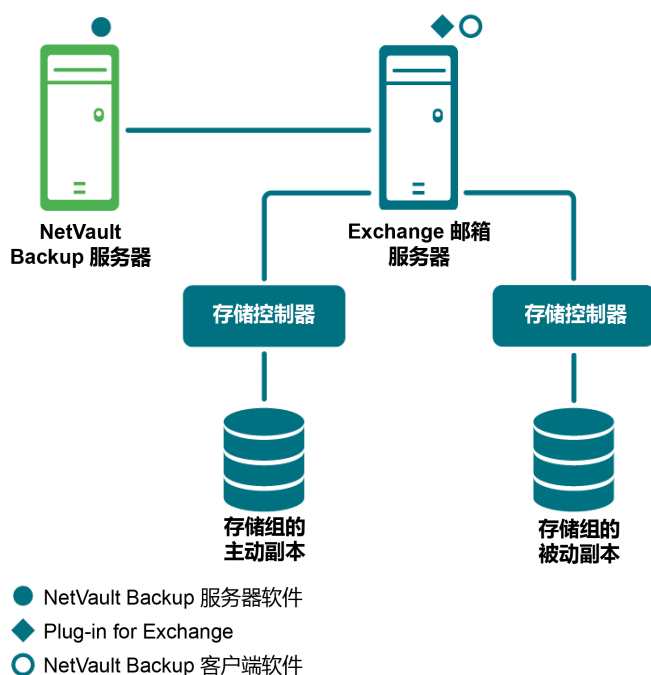 NetVault
Backup 服务器
Exchange 邮箱
服务器
存储控制器
存储控制器
存储组的
主动副本
存储组的
被动副本
NetVault Backup 服务器软件
Plug-in for Exchange
NetVault Backup 客户端软件